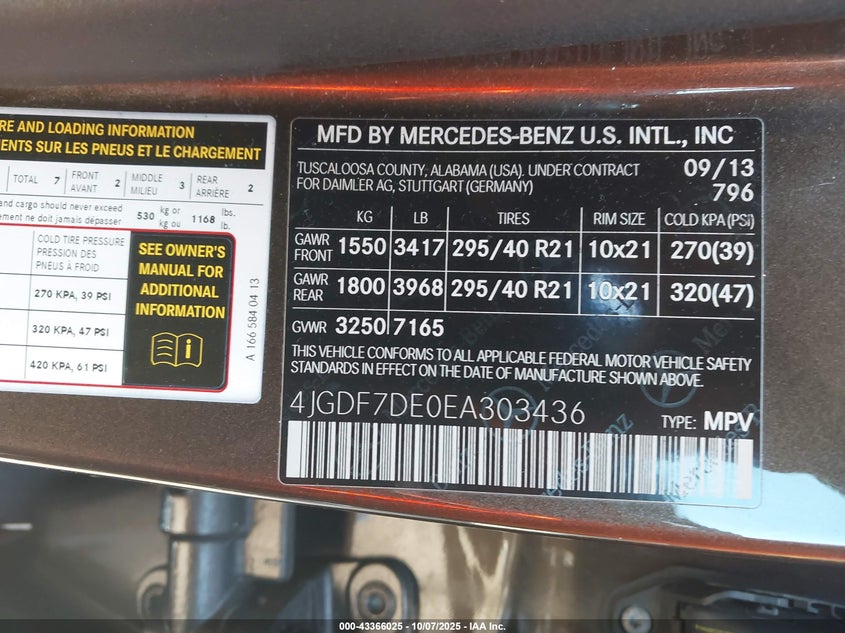 RE AND LOADING INFORMATION
ENTS SUR LES PNEUS ET LE CHARGEMENT
TOTAL 7 FRONT AVANT 2 MIDDLE MILIEU 3 REAR ARRIÈRE 2
and cargo should never exceed
ement ne doit jamais dépasser 530 kg or ou kg 1168 lbs. lb.
COLD TIRE PRESSURE
PRESSION DES
PNEUS À FROID
270 KPA, 39 PSI
320 KPA, 47 PSI
420 KPA, 61 PSI
SEE OWNER'S
MANUAL FOR
ADDITIONAL
INFORMATION
A 166 584 04 13
MFD BY MERCEDES-BENZ U.S. INTL., INC
TUSCALOOSA COUNTY, ALABAMA (USA). UNDER CONTRACT
FOR DAIMLER AG, STUTTGART (GERMANY)
09/13
796
KG LB TIRES RIM SIZE COLD KPA (PSI)
GAWR FRONT 1550 3417 295/40 R21 10x21 270(39)
GAWR REAR 1800 3968 295/40 R21 10x21 320(47)
GVWR 3250 7165
THIS VEHICLE CONFORMS TO ALL APPLICABLE FEDERAL MOTOR VEHICLE SAFETY
STANDARDS IN EFFECT ON THE DATE OF MANUFACTURE SHOWN ABOVE.
4JGDF7DE0EA303436
TYPE: MPV
000-43366025 - 10/07/2025 - IAA Inc.